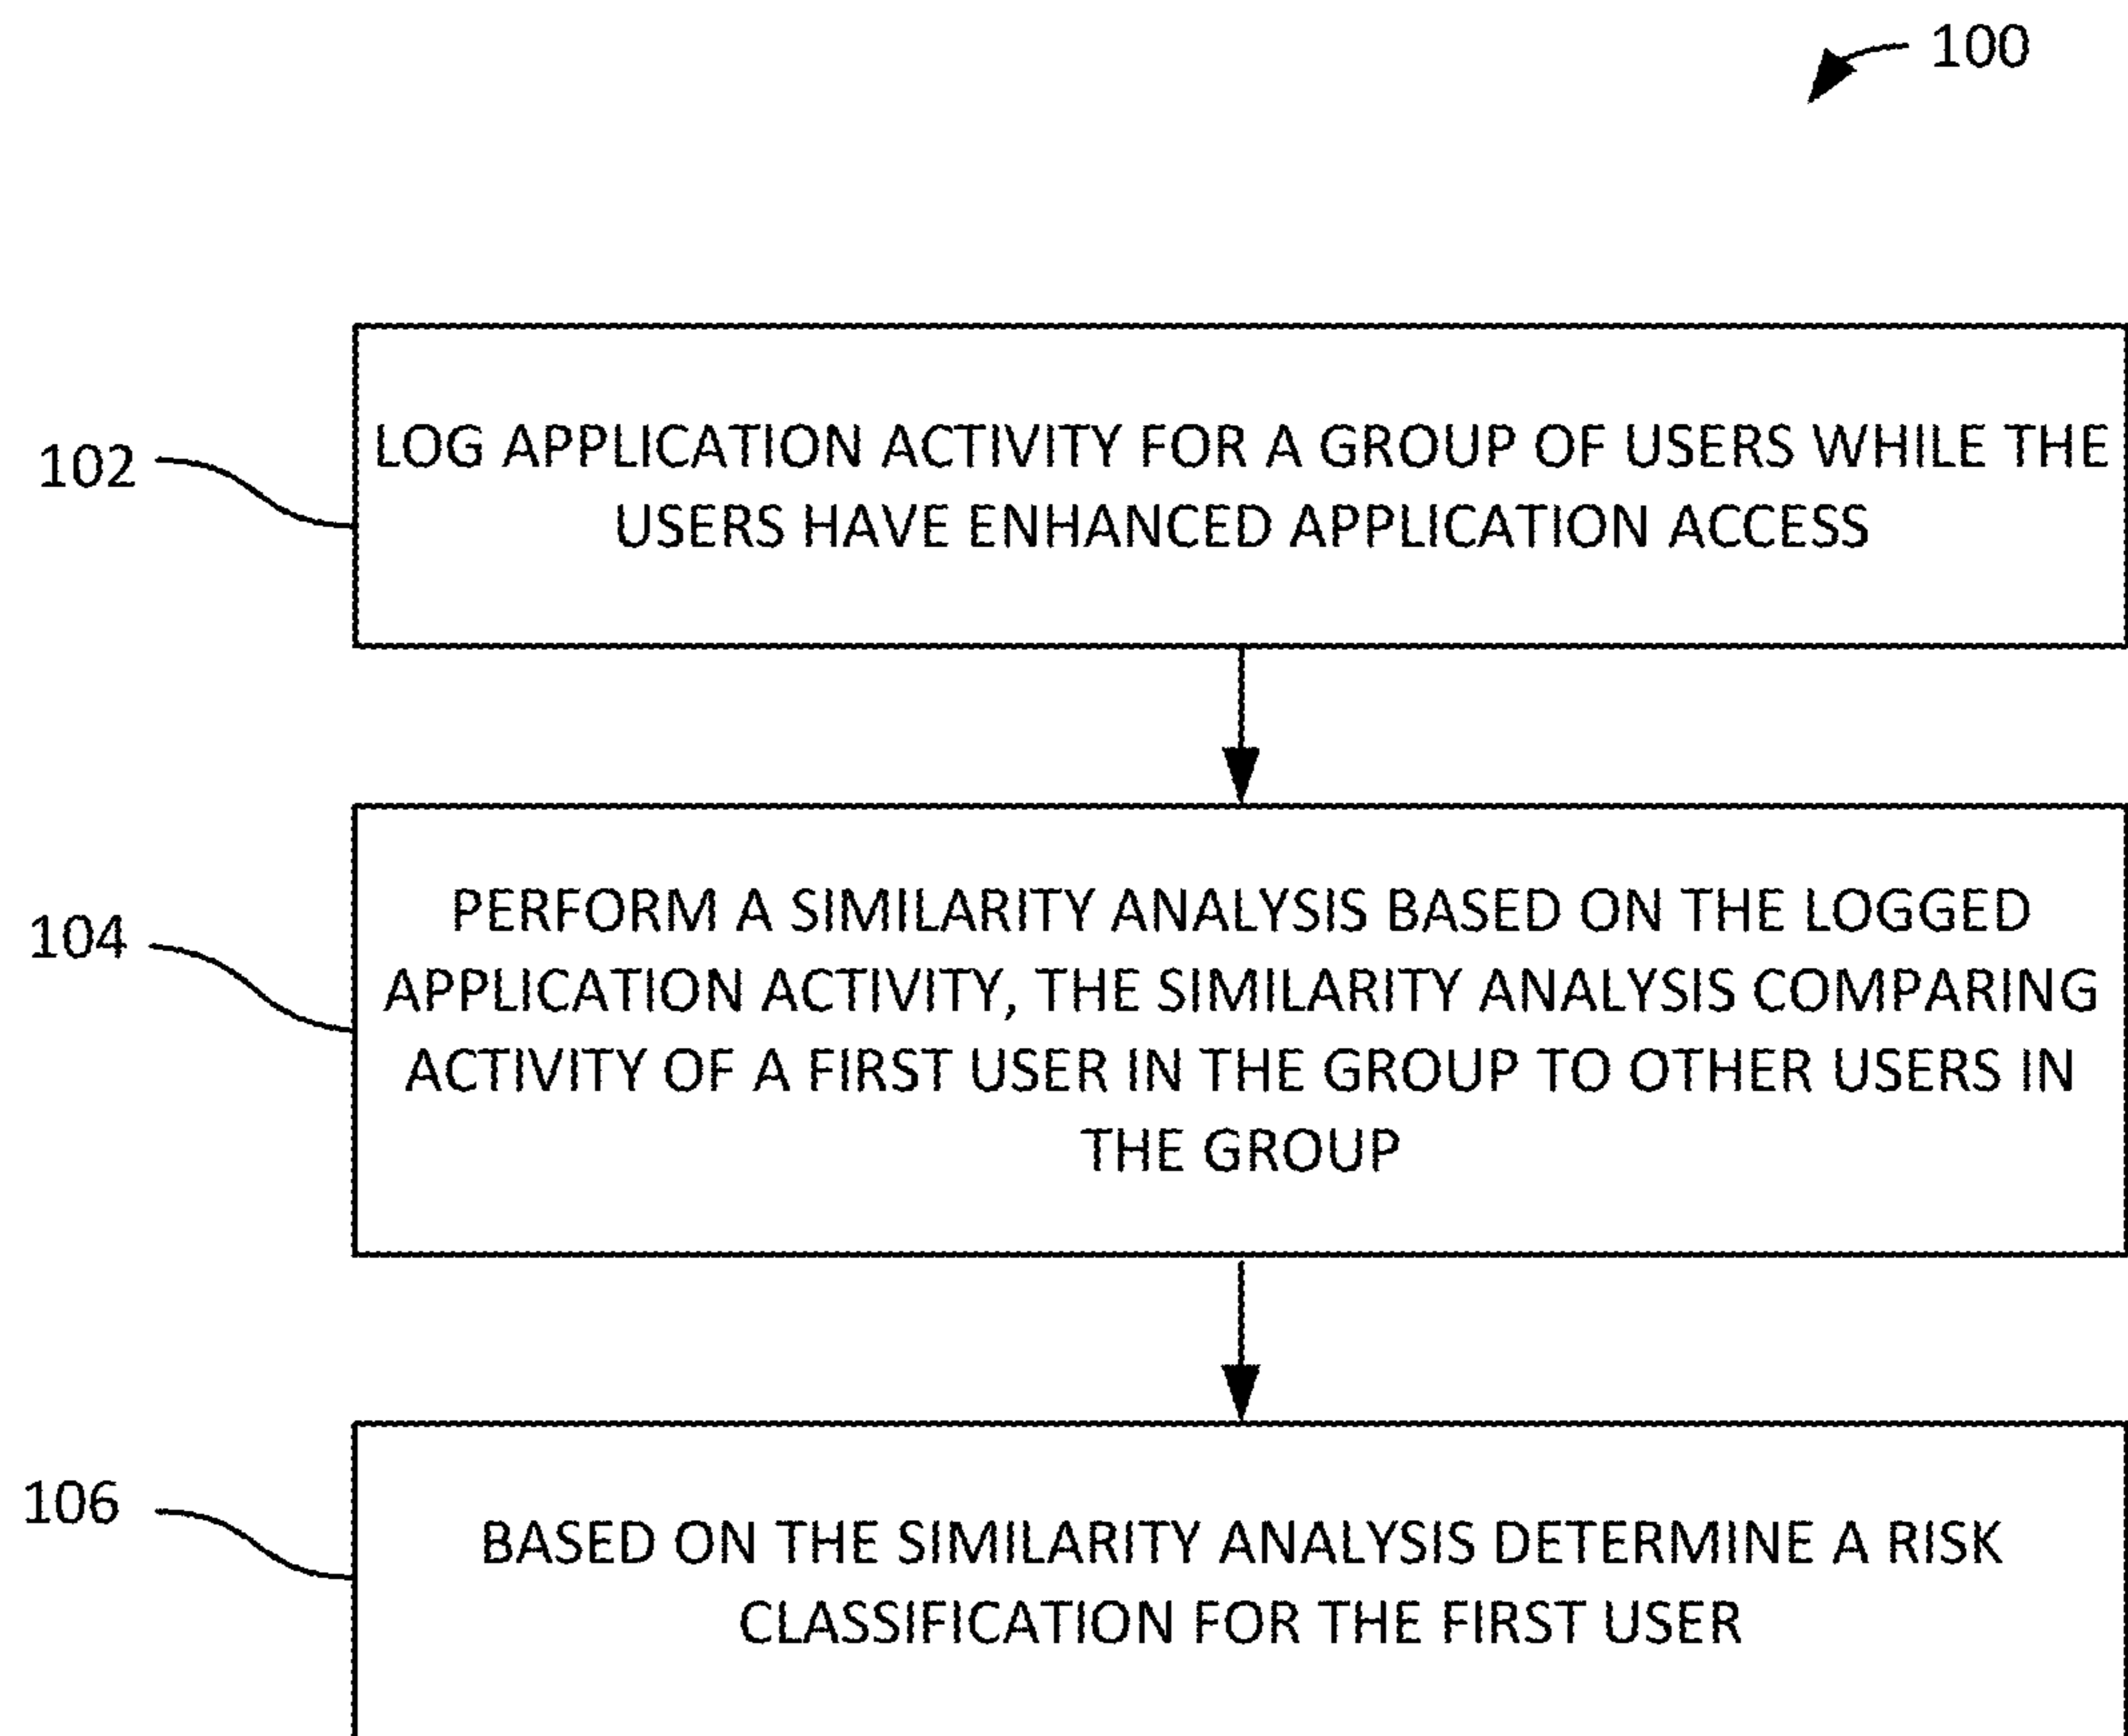 100
102
LOG APPLICATION ACTIVITY FOR A GROUP OF USERS WHILE THE
USERS HAVE ENHANCED APPLICATION ACCESS
104
PERFORM A SIMILARITY ANALYSIS BASED ON THE LOGGED
APPLICATION ACTIVITY, THE SIMILARITY ANALYSIS COMPARING
ACTIVITY OF A FIRST USER IN THE GROUP TO OTHER USERS IN
THE GROUP
106
BASED ON THE SIMILARITY ANALYSIS DETERMINE A RISK
CLASSIFICATION FOR THE FIRST USER